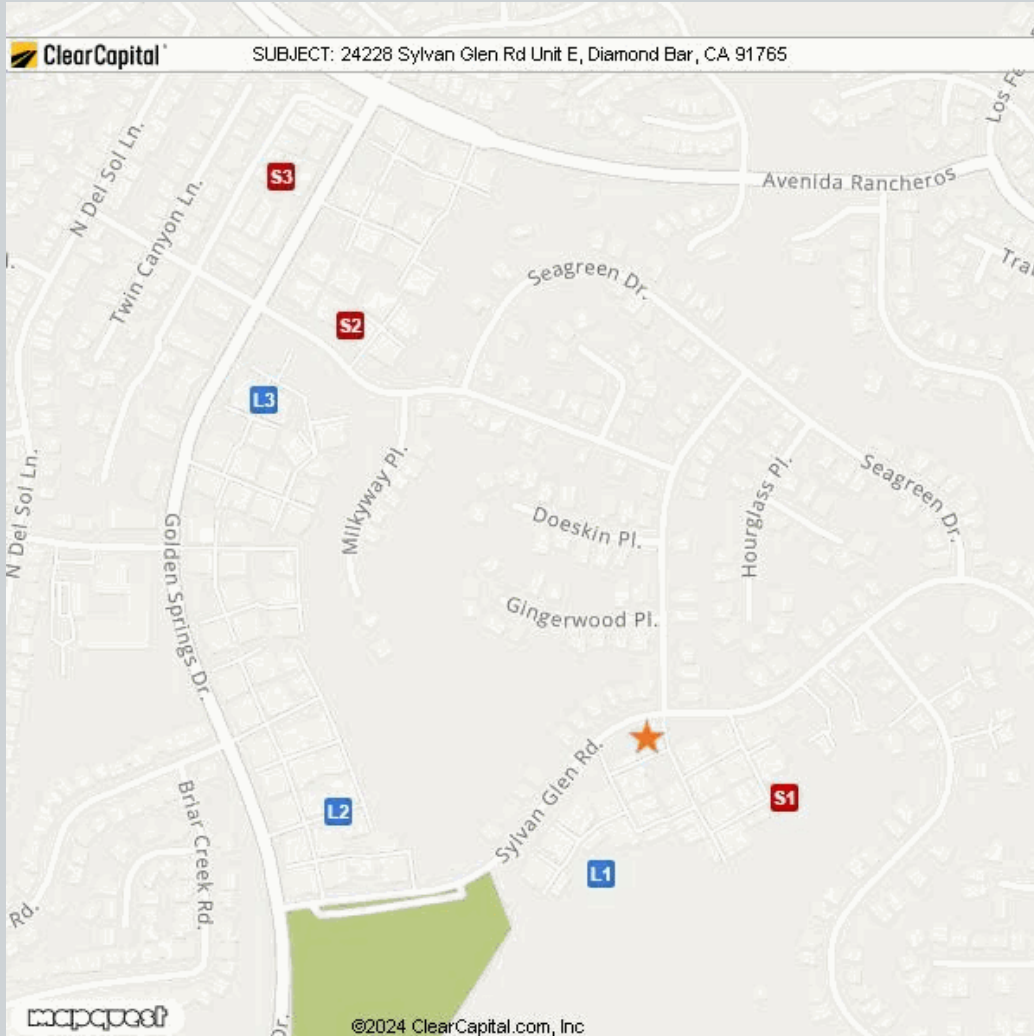 ClearCapital
SUBJECT: 24228 Sylvan Glen Rd Unit E, Diamond Bar, CA 91765
N Del Sol Ln.
Twin Canyon Ln.
S3
Avenida Rancheros
Seagreen Dr.
S2
L3
Milkyway Pl.
N Del Sol Ln.
Golden Springs Dr.
Doeskin Pl.
Hourglass Pl.
Seagreen Dr.
Gingerwood Pl.
Sylvan Glen Rd.
S1
L2
L1
Briar Creek Rd.
Rd.
Dr.
mapquest
©2024 ClearCapital.com, Inc